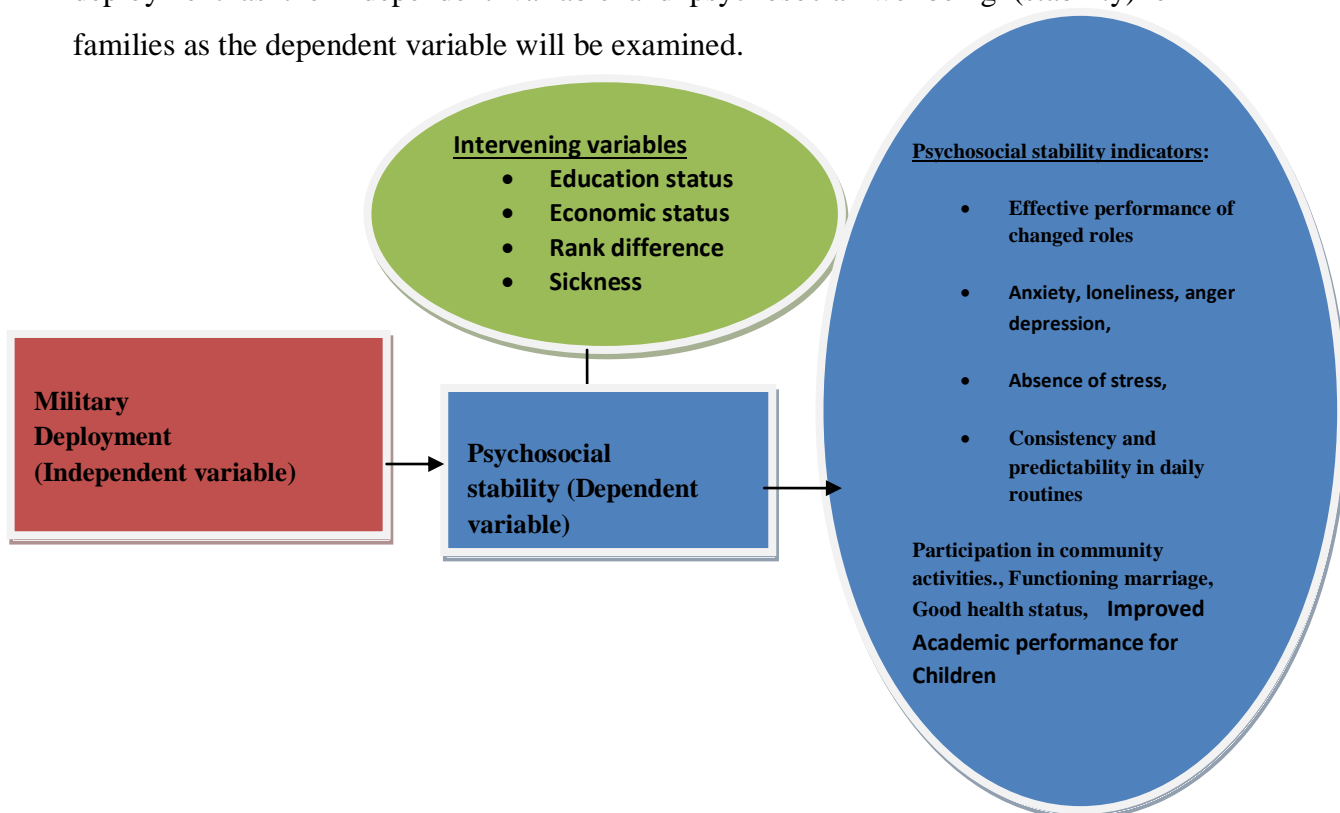 families as the dependent variable will be examined.
Intervening variables
• Education status
• Economic status
• Rank difference
• Sickness
Military
Deployment
(Independent variable)
Psychosocial
stability (Dependent
variable)
Psychosocial stability indicators:
• Effective performance of
changed roles
• Anxiety, loneliness, anger
depression,
• Absence of stress,
• Consistency and
predictability in daily
routines
Participation in community
activities., Functioning marriage,
Good health status, Improved
Academic performance for
Children